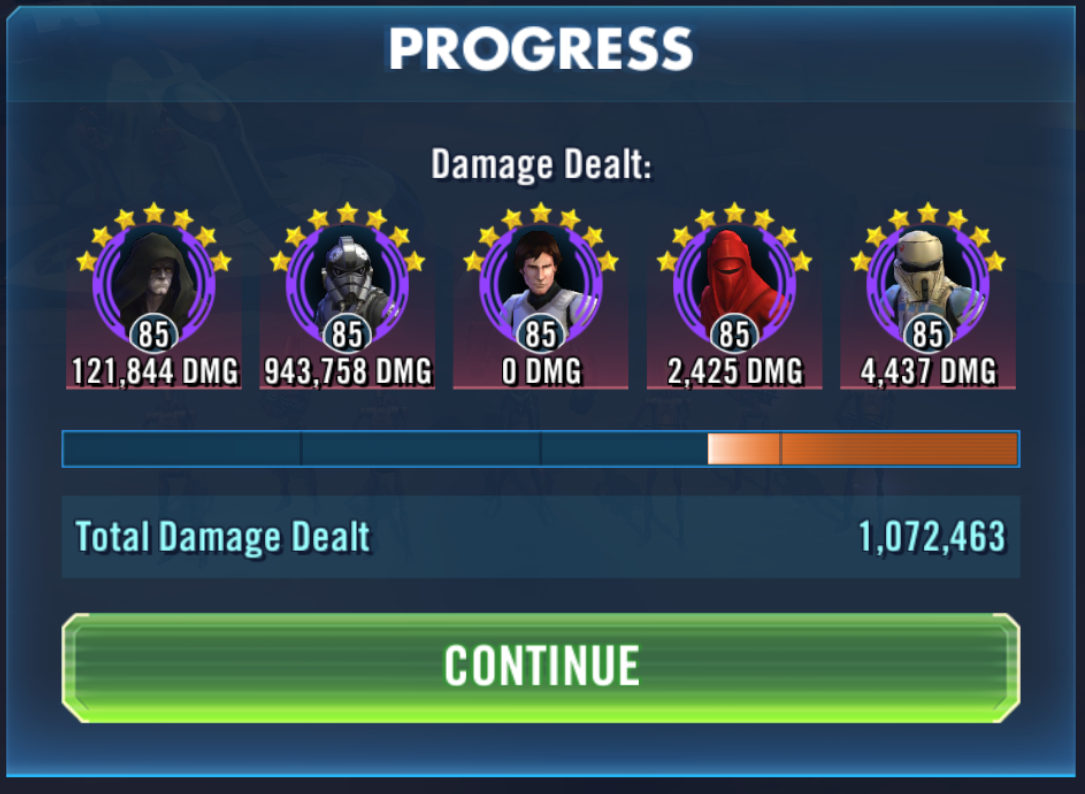 PROGRESS
Damage Dealt:
85 85 85 85 85
121,844 DMG 943,758 DMG 0 DMG 2,425 DMG 4,437 DMG
Total Damage Dealt 1,072,463
CONTINUE